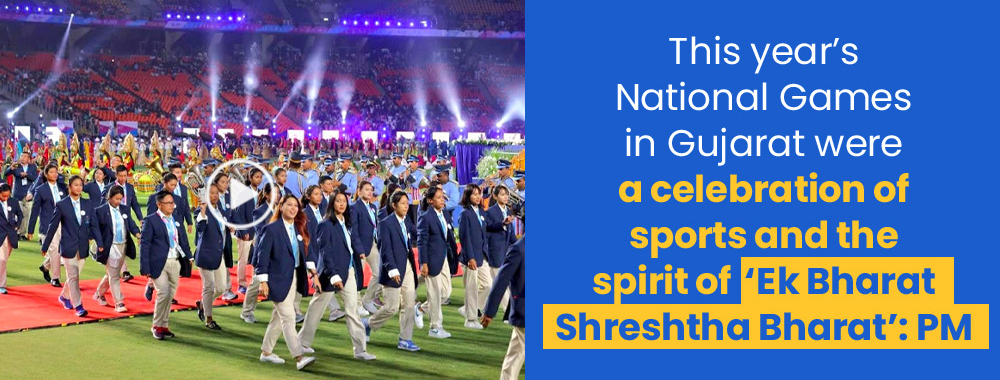 This year’s
National Games
in Gujarat were
a celebration of
sports and the
spirit of ‘Ek Bharat
Shreshtha Bharat’: PM